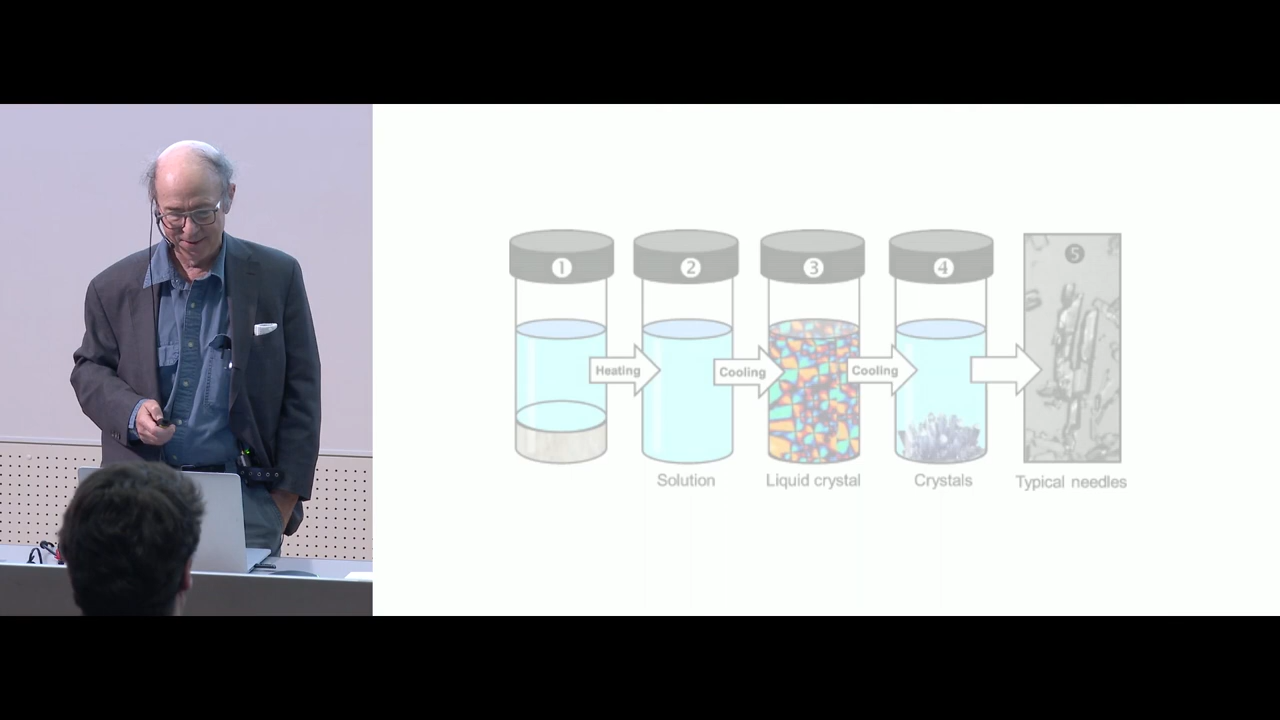 1
2
3
4
5
Heating
Cooling
Cooling
Solution
Liquid crystal
Crystals
Typical needles